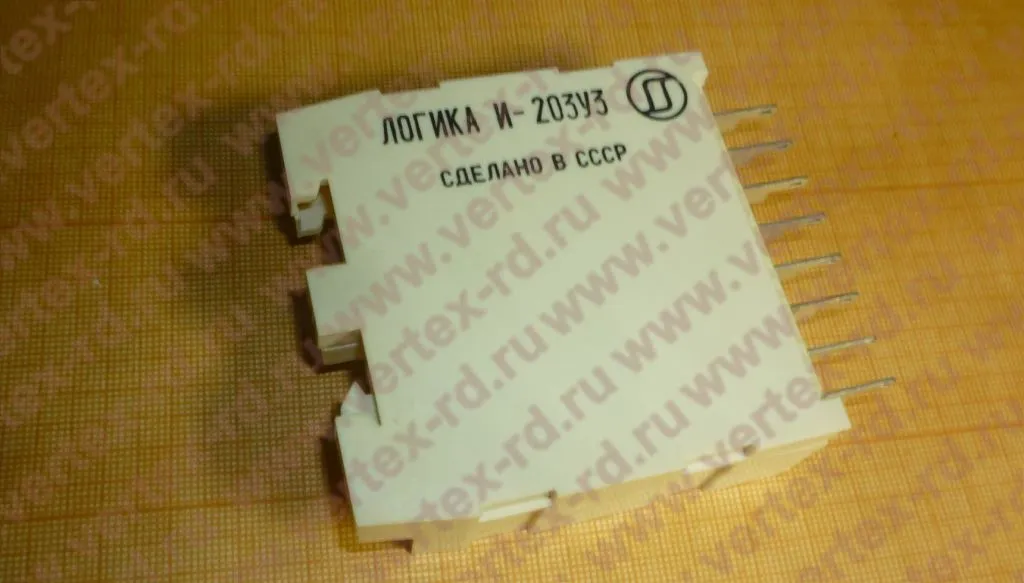 ЛОГИКА И-203У3
СДЕЛАНО В СССР
www.vertex-rd.ru